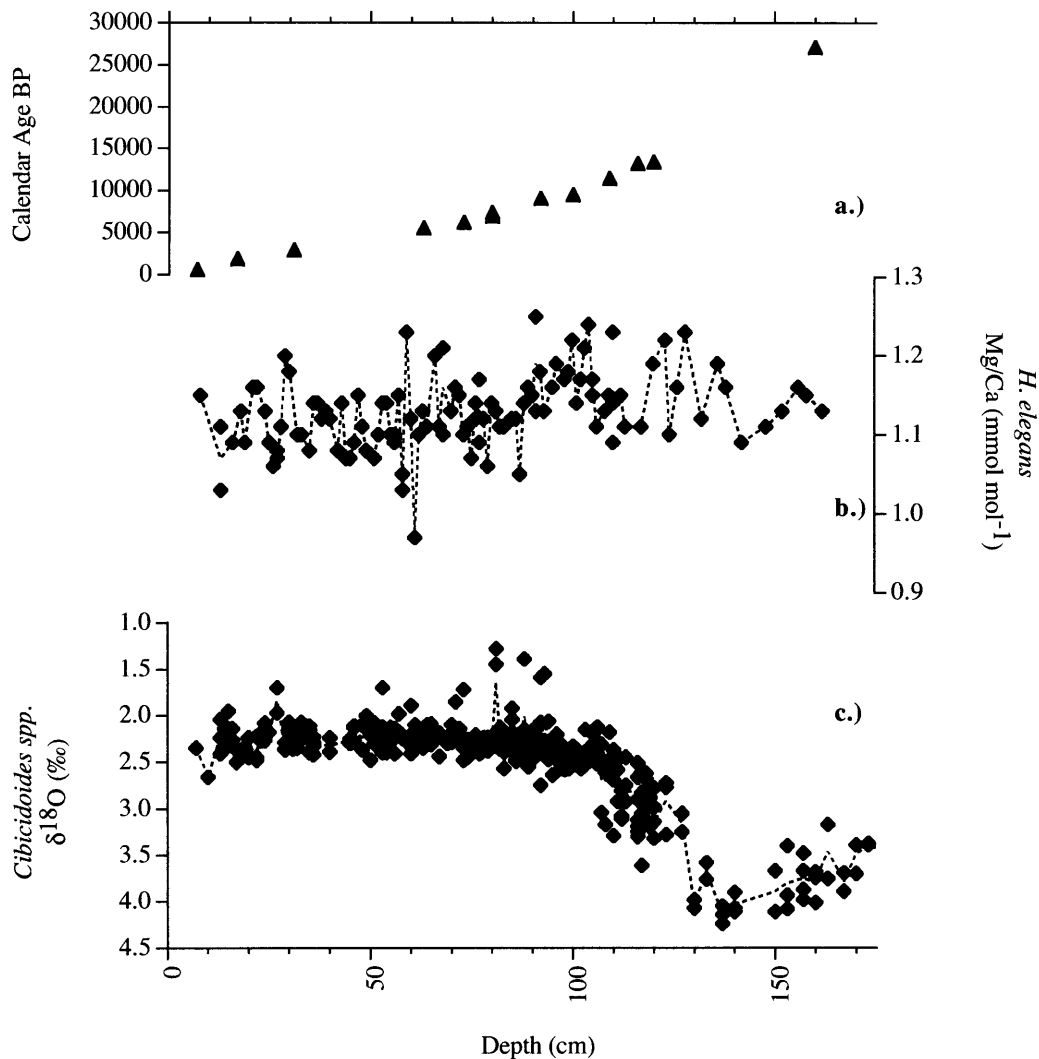 Calendar Age BP
30000
25000
20000
15000
10000
5000
0
a.)
1.3
1.2
1.1
1.0
0.9
H. elegans
Mg/Ca (mmol mol⁻¹)
b.)
Cibicidoides spp.
δ¹⁸O (‰)
1.0
1.5
2.0
2.5
3.0
3.5
4.0
4.5
c.)
0
50
100
150
Depth (cm)